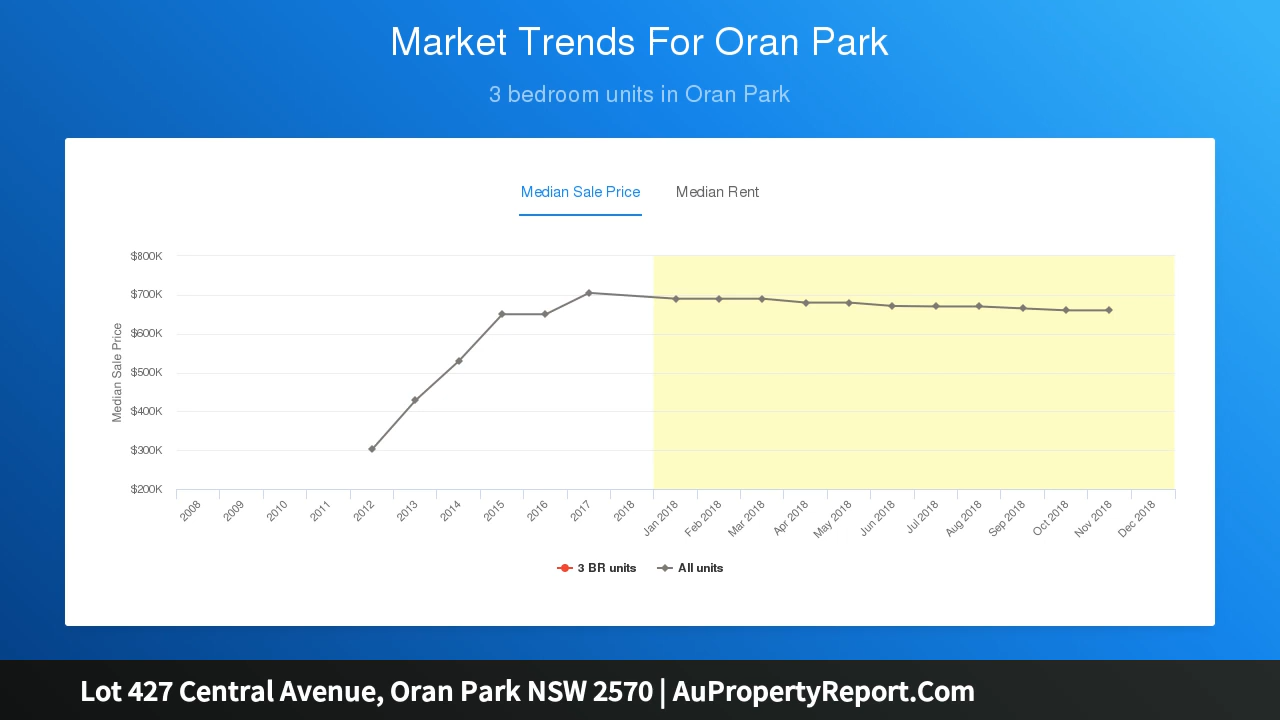 Market Trends For Oran Park
3 bedroom units in Oran Park
Median Sale Price
Median Rent
Median Sale Price
$800K
$700K
$600K
$500K
$400K
$300K
$200K
2008
2009
2010
2011
2012
2013
2014
2015
2016
2017
2018
Jan 2018
Feb 2018
Mar 2018
Apr 2018
May 2018
Jun 2018
Jul 2018
Aug 2018
Sep 2018
Oct 2018
Nov 2018
Dec 2018
3 BR units
All units
Lot 427 Central Avenue, Oran Park NSW 2570 | AuPropertyReport.Com